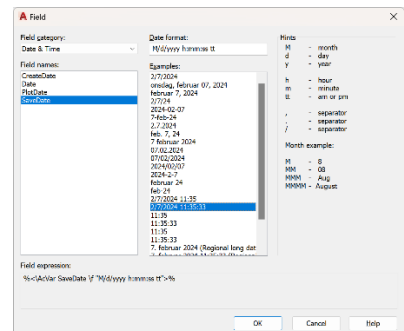 Field
Field category:
Date & Time
Field names:
CreateDate
Date
PlotDate
SaveDate
Date format:
M/d/yyyy h:mm:ss tt
Examples:
2/7/2024
onsdag, februar 07, 2024
februar 7, 2024
2/7/24
2024-02-07
7-feb-24
2.7.2024
feb. 7, 24
7 februar 2024
07.02.2024
07/02/2024
2024/02/07
2024-2-7
februar 24
feb-24
2/7/2024 11:35
2/7/2024 11:35:33
11:35
11:35:33
11:35
11:35:33
7. februar 2024 (Regional long dat
Hints
M - month
d - day
y - year
h - hour
m - minute
tt - am or pm
, - separator
. - separator
/ - separator
Month example:
M - 8
MM - 08
MMM - Aug
MMMM - August
Field expression:
%<\AcVar SaveDate \f "M/d/yyyy h:mm:ss tt">%
OK
Cancel
Help